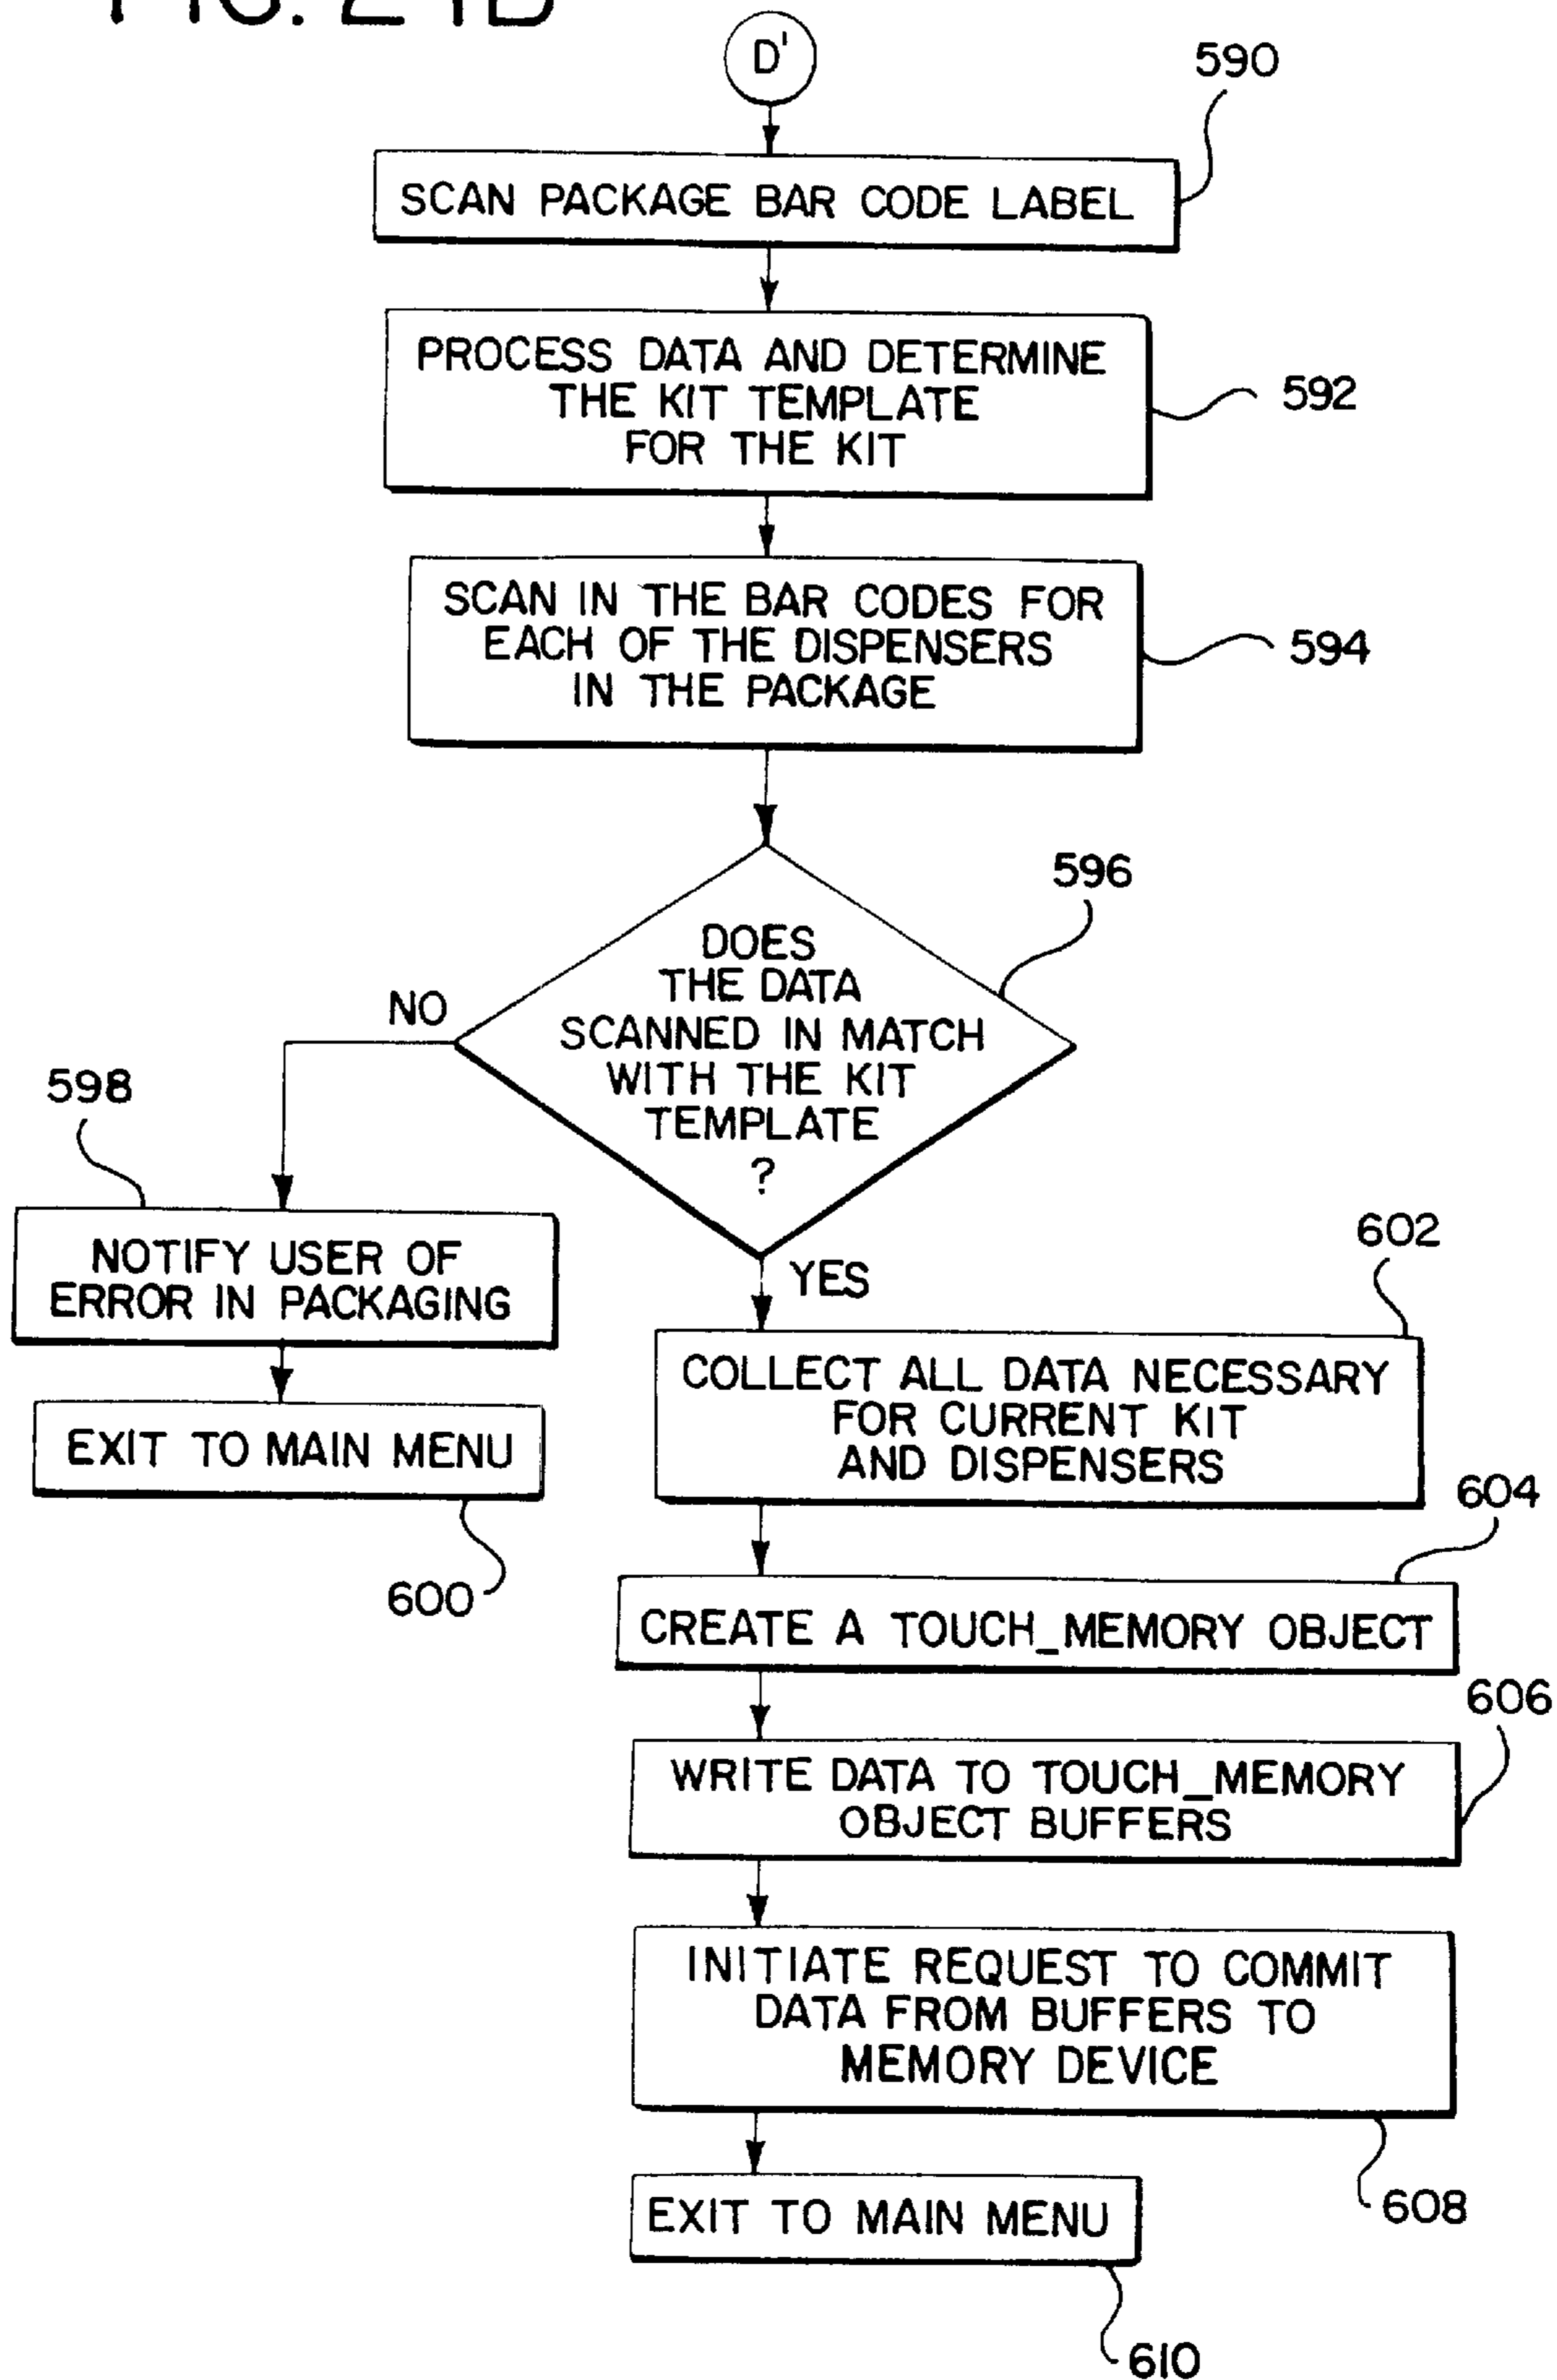 D'
590
SCAN PACKAGE BAR CODE LABEL
PROCESS DATA AND DETERMINE
THE KIT TEMPLATE
FOR THE KIT
592
SCAN IN THE BAR CODES FOR
EACH OF THE DISPENSERS
IN THE PACKAGE
594
596
DOES
THE DATA
SCANNED IN MATCH
WITH THE KIT
TEMPLATE
?
NO
598
NOTIFY USER OF
ERROR IN PACKAGING
EXIT TO MAIN MENU
600
YES
602
COLLECT ALL DATA NECESSARY
FOR CURRENT KIT
AND DISPENSERS
604
CREATE A TOUCH_MEMORY OBJECT
606
WRITE DATA TO TOUCH_MEMORY
OBJECT BUFFERS
INITIATE REQUEST TO COMMIT
DATA FROM BUFFERS TO
MEMORY DEVICE
608
EXIT TO MAIN MENU
610